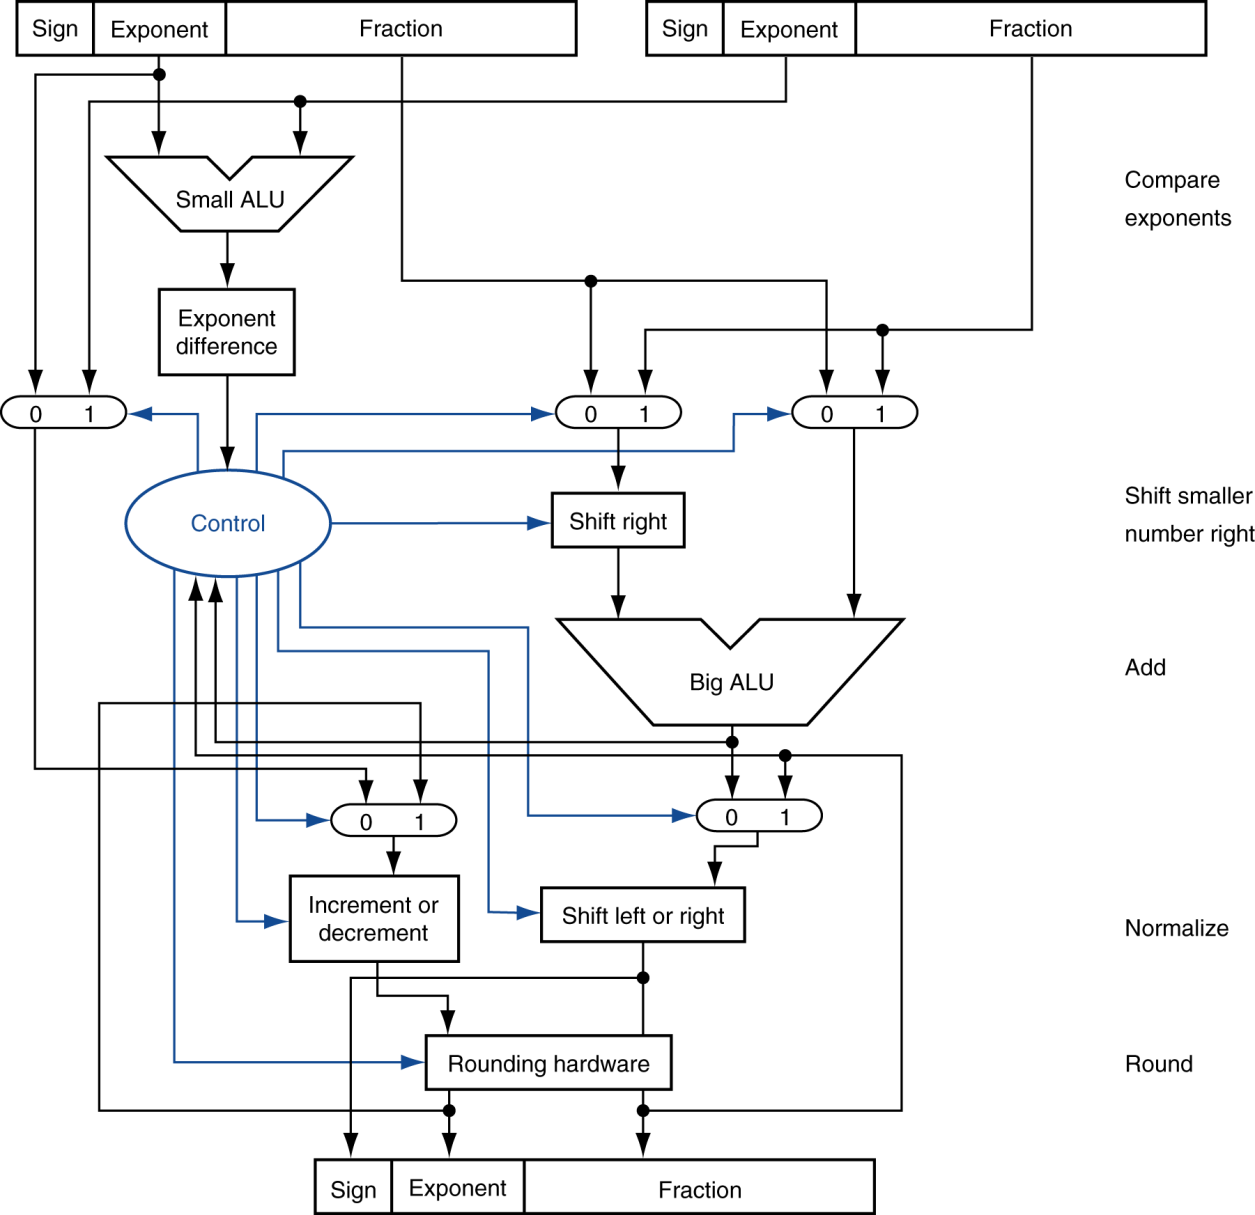 Sign Exponent Fraction Sign Exponent Fraction
Small ALU
Compare
exponents
Exponent
difference
0 1 0 1 0 1
Control
Shift right
Shift smaller
number right
Big ALU
Add
0 1 0 1
Increment or
decrement
Shift left or right
Normalize
Rounding hardware
Round
Sign Exponent Fraction